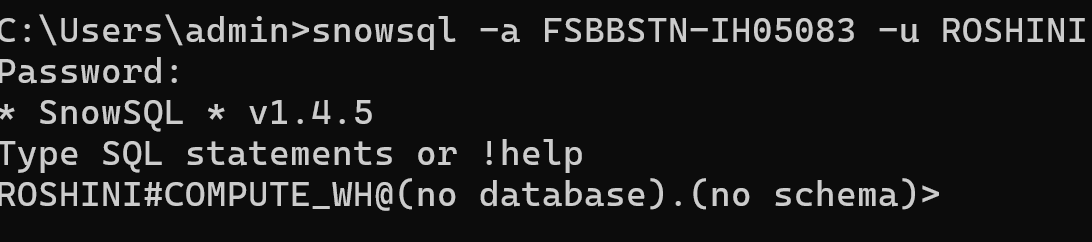 C:\Users\admin>snowsql -a FSBBSTN-IH05083 -u ROSHINI
Password:
* SnowSQL * v1.4.5
Type SQL statements or !help
ROSHINI#COMPUTE_WH@(no database).(no schema)>